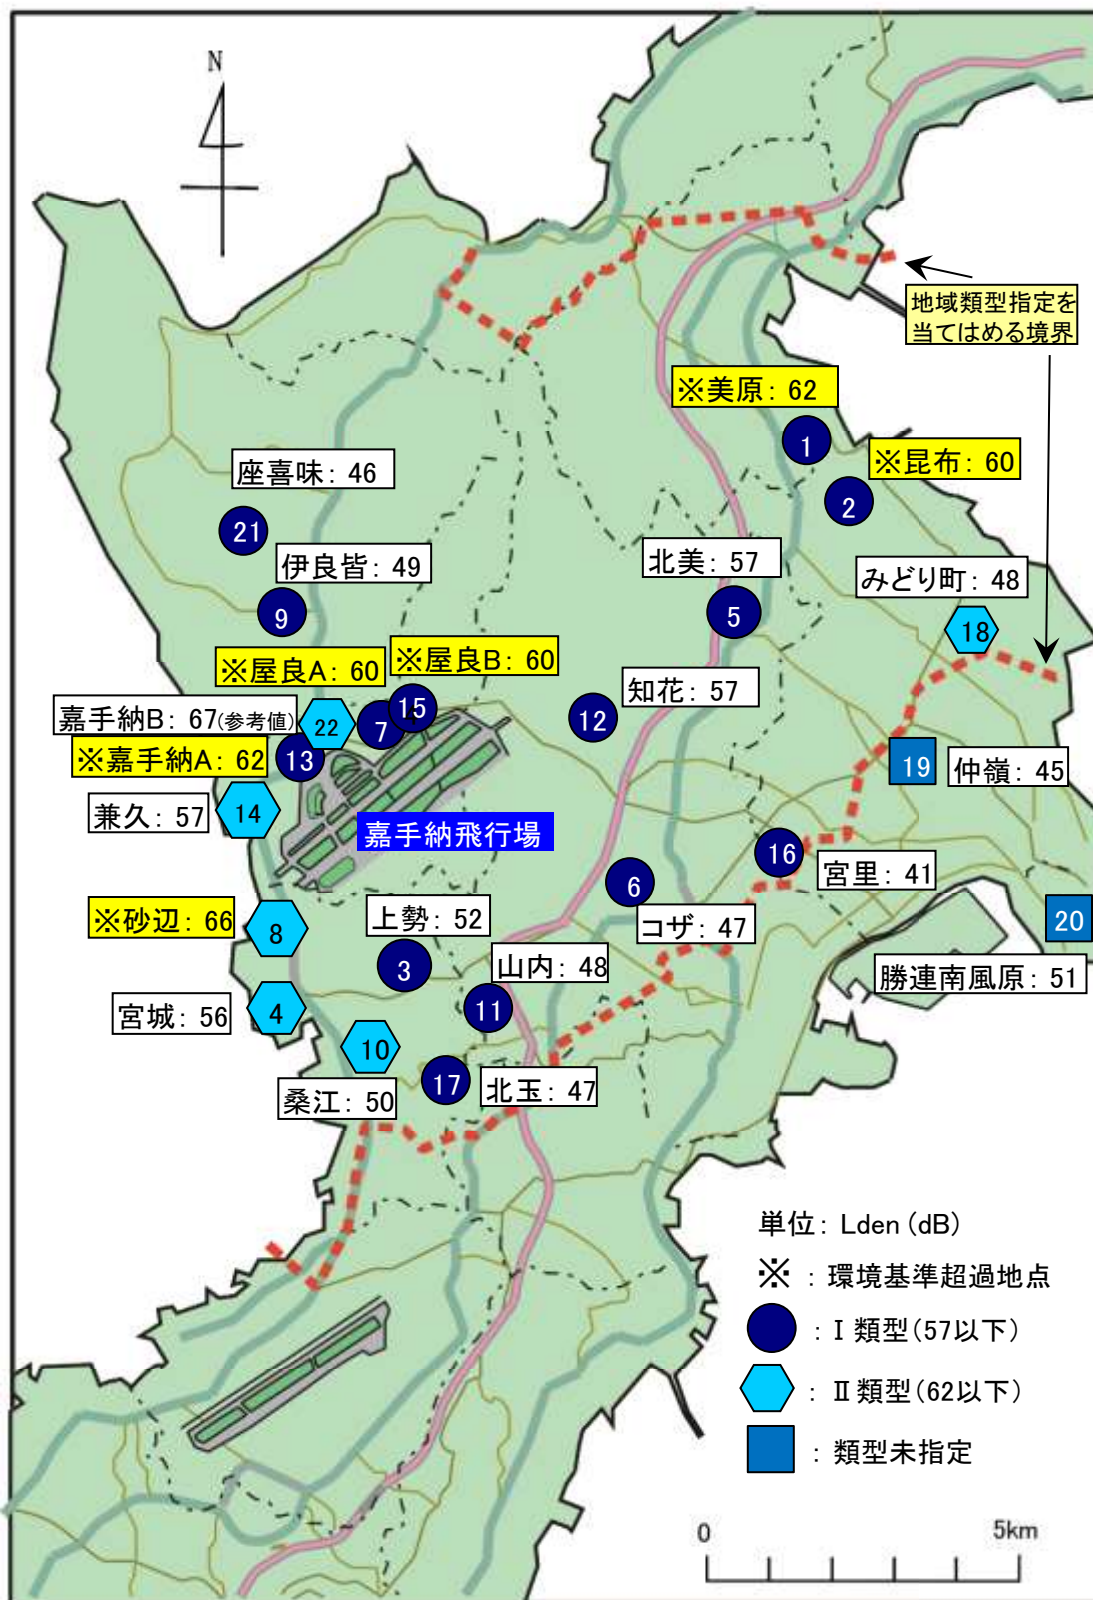 N
地域類型指定を
当てはめる境界
※美原: 62
1
※昆布: 60
2
座喜味: 46
21
伊良皆: 49
9
北美: 57
5
みどり町: 48
18
※屋良A: 60
※屋良B: 60
知花: 57
12
15
7
嘉手納B: 67(参考値)
22
※嘉手納A: 62
13
兼久: 57
14
嘉手納飛行場
19
仲嶺: 45
16
宮里: 41
6
コザ: 47
※砂辺: 66
8
上勢: 52
3
20
勝連南風原: 51
山内: 48
11
宮城: 56
4
10
桑江: 50
17
北玉: 47
単位: Lden (dB)
※ : 環境基準超過地点
: Ⅰ類型(57以下)
: Ⅱ類型(62以下)
: 類型未指定
0 5km